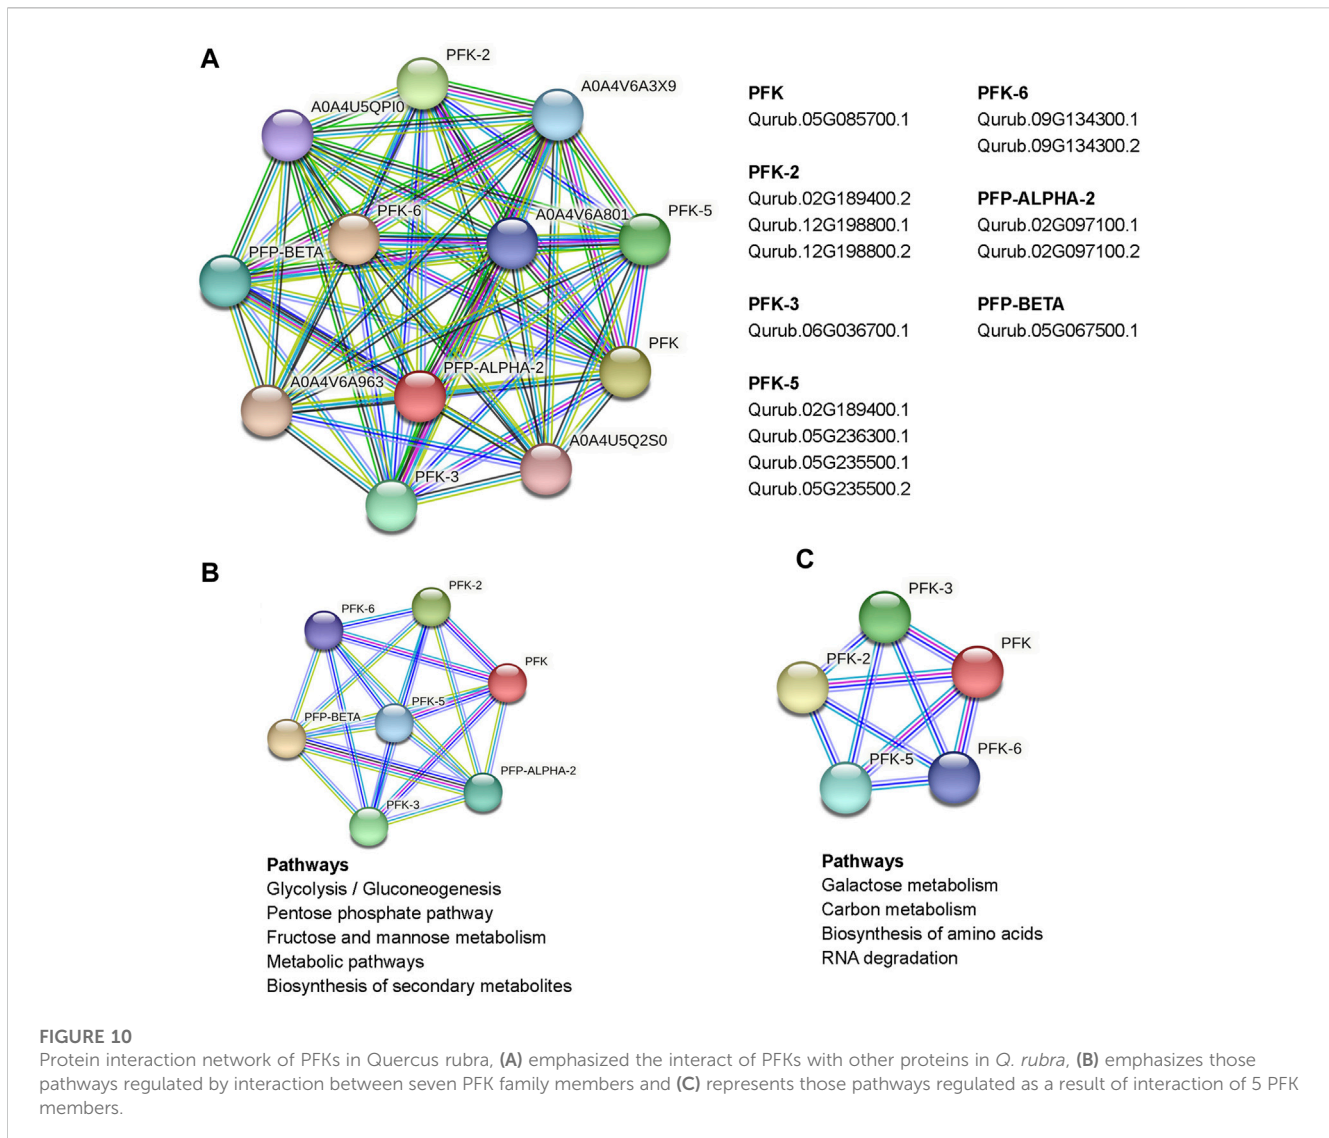 A
PFK-2
A0A4V6A3X9
A0A4U5QPI0
PFK-6
A0A4V6A801
PFK-5
PFP-BETA
PFK
A0A4V6A963
PFP-ALPHA-2
A0A4U5Q2S0
PFK-3
PFK
Qurub.05G085700.1
PFK-2
Qurub.02G189400.2
Qurub.12G198800.1
Qurub.12G198800.2
PFK-3
Qurub.06G036700.1
PFK-5
Qurub.02G189400.1
Qurub.05G236300.1
Qurub.05G235500.1
Qurub.05G235500.2
PFK-6
Qurub.09G134300.1
Qurub.09G134300.2
PFP-ALPHA-2
Qurub.02G097100.1
Qurub.02G097100.2
PFP-BETA
Qurub.05G067500.1
B
PFK-2
PFK-6
PFK
PFK-5
PFP-BETA
PFP-ALPHA-2
PFK-3
Pathways
Glycolysis / Gluconeogenesis
Pentose phosphate pathway
Fructose and mannose metabolism
Metabolic pathways
Biosynthesis of secondary metabolites
C
PFK-3
PFK
PFK-2
PFK-6
PFK-5
Pathways
Galactose metabolism
Carbon metabolism
Biosynthesis of amino acids
RNA degradation
FIGURE 10
Protein interaction network of PFKs in Quercus rubra, (A) emphasized the interact of PFKs with other proteins in Q. rubra, (B) emphasizes those
pathways regulated by interaction between seven PFK family members and (C) represents those pathways regulated as a result of interaction of 5 PFK
members.